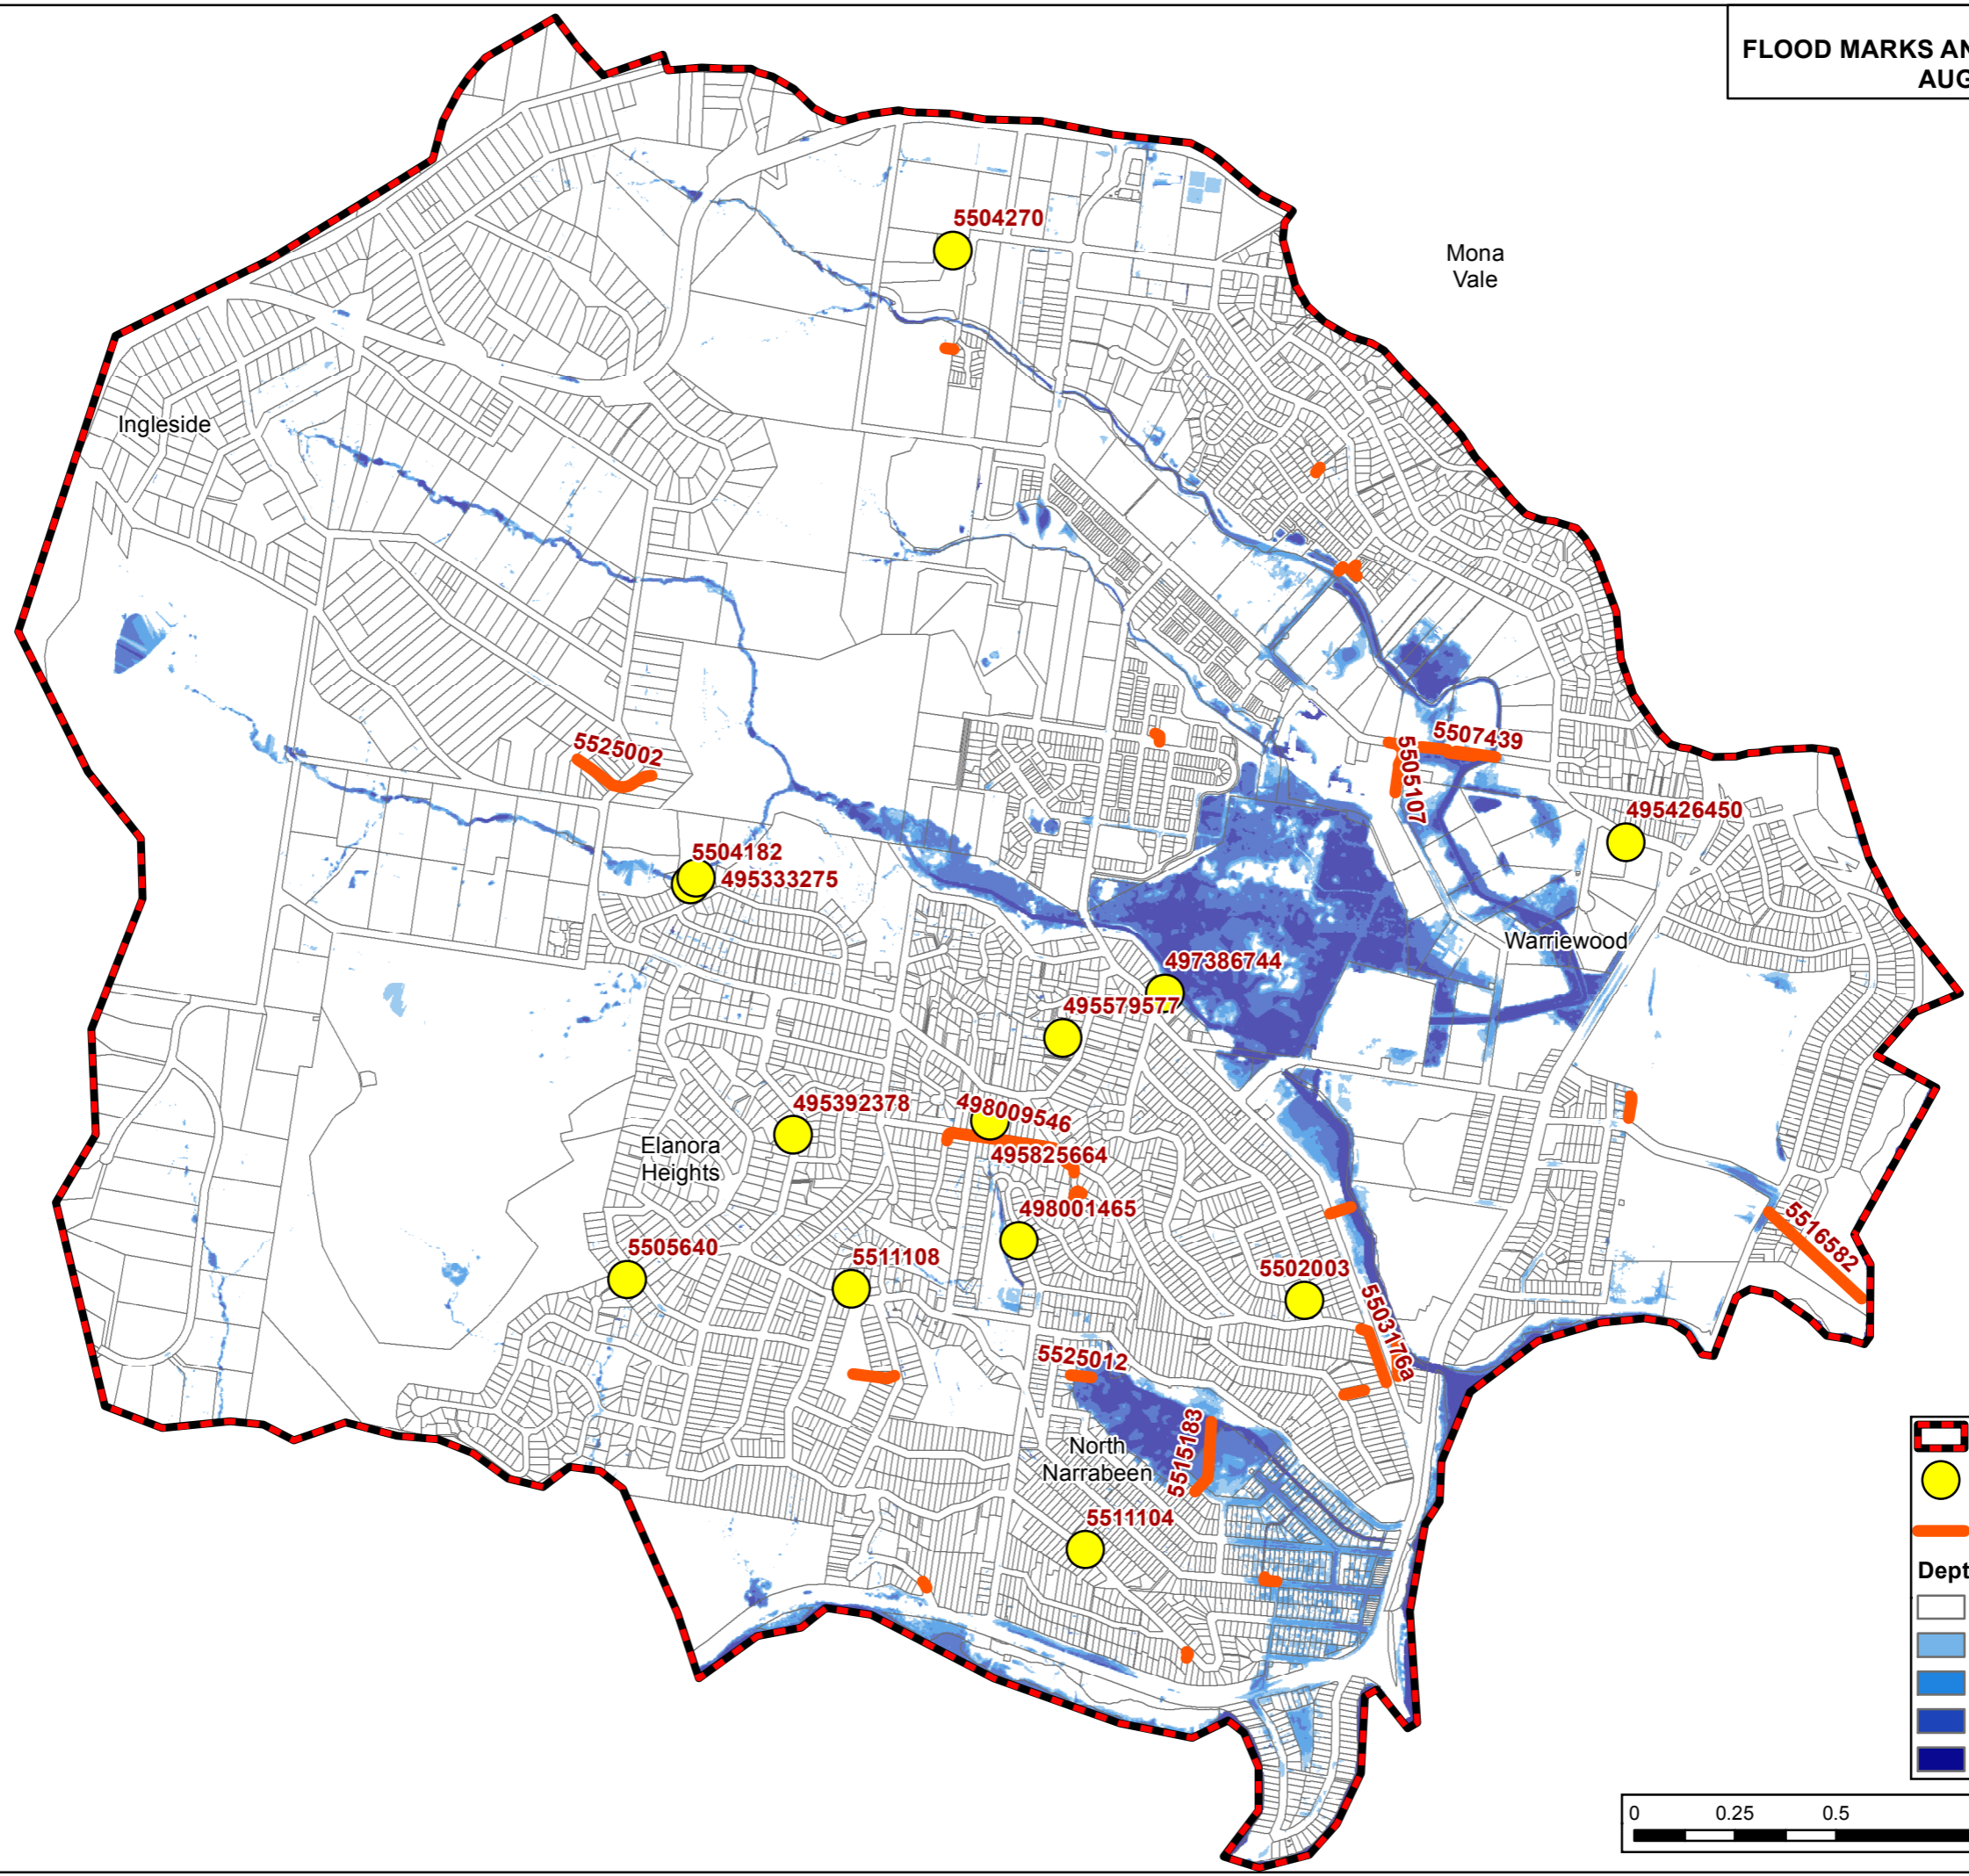 FLOOD MARKS AN
AUG
5504270
Mona
Vale
Ingleside
5525002
5507439
5505107
495426450
5504182
495333275
Warriewood
497386744
495579577
495392378
498009546
Elanora
Heights
495825664
498001465
5516582
5505640
5511108
5502003
5503176a
5525012
5515183
North
Narrabeen
5511104
Dept
0 0.25 0.5